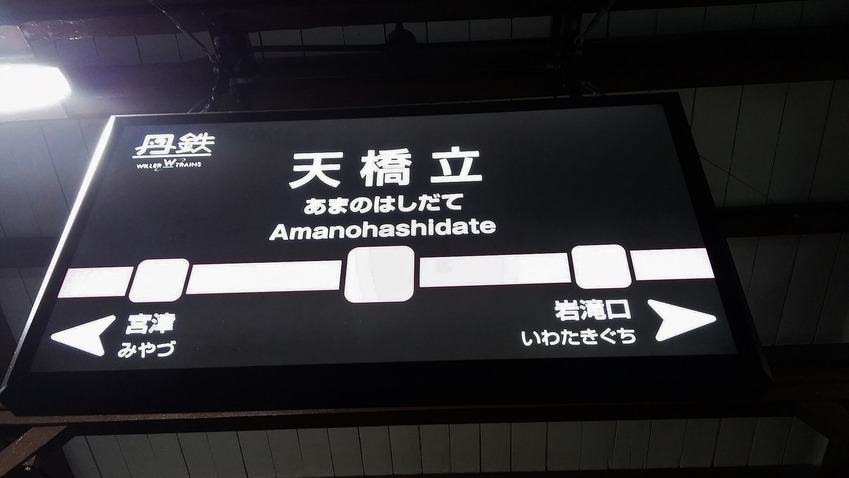 丹鉄
WILLER TRAINS
天橋立
あまのはしだて
Amanohashidate
宮津
みやづ
岩滝口
いわたきぐち